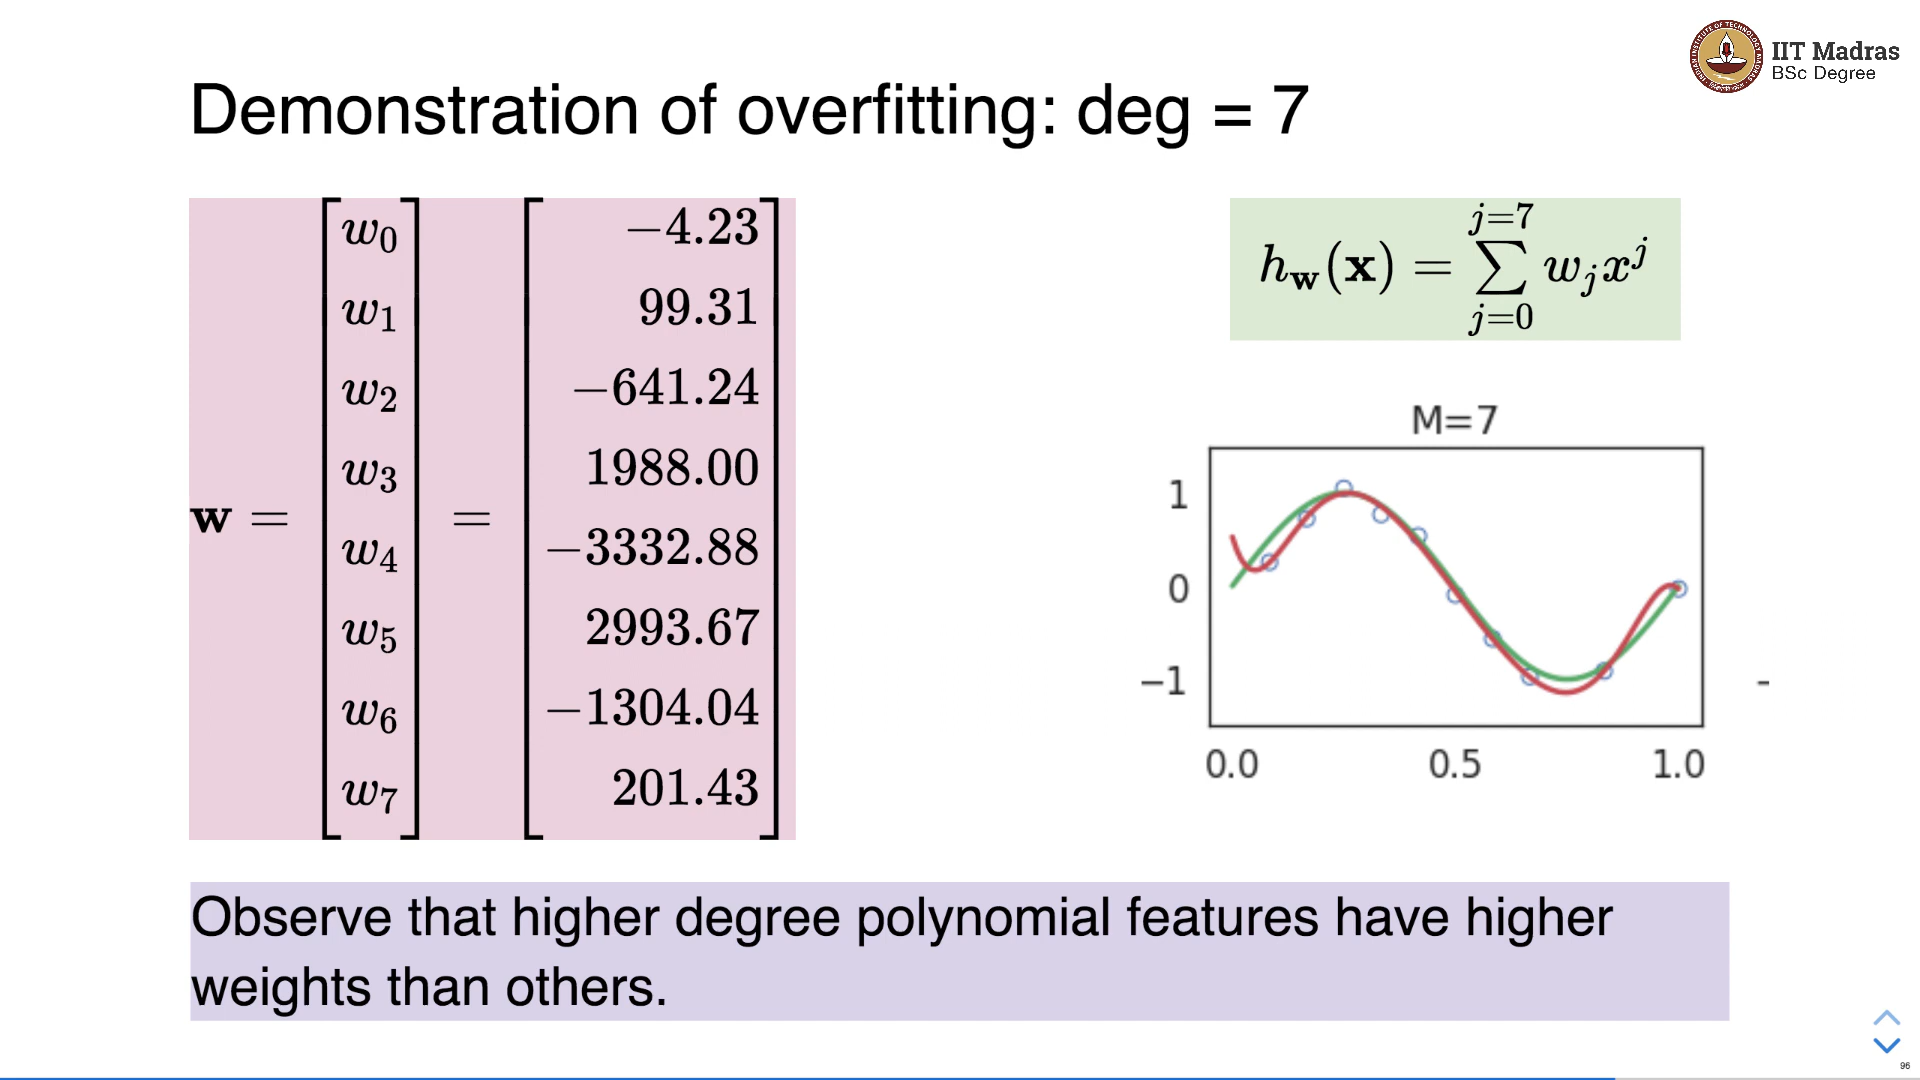 IIT Madras
BSc Degree
Demonstration of overfitting: deg = 7
w = [w₀ w₁ w₂ w₃ w₄ w₅ w₆ w₇] = [−4.23 99.31 −641.24 1988.00 −3332.88 2993.67 −1304.04 201.43]
h_w(x) = ∑_{j=0}^{j=7} w_j x^j
M=7
1
0
−1
-
0.0 0.5 1.0
Observe that higher degree polynomial features have higher
weights than others.
96